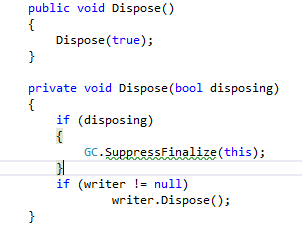 public void Dispose()
{
    Dispose(true);
}

private void Dispose(bool disposing)
{
    if (disposing)
    {
        GC.SuppressFinalize(this);
    }
    if (writer != null)
            writer.Dispose();
}